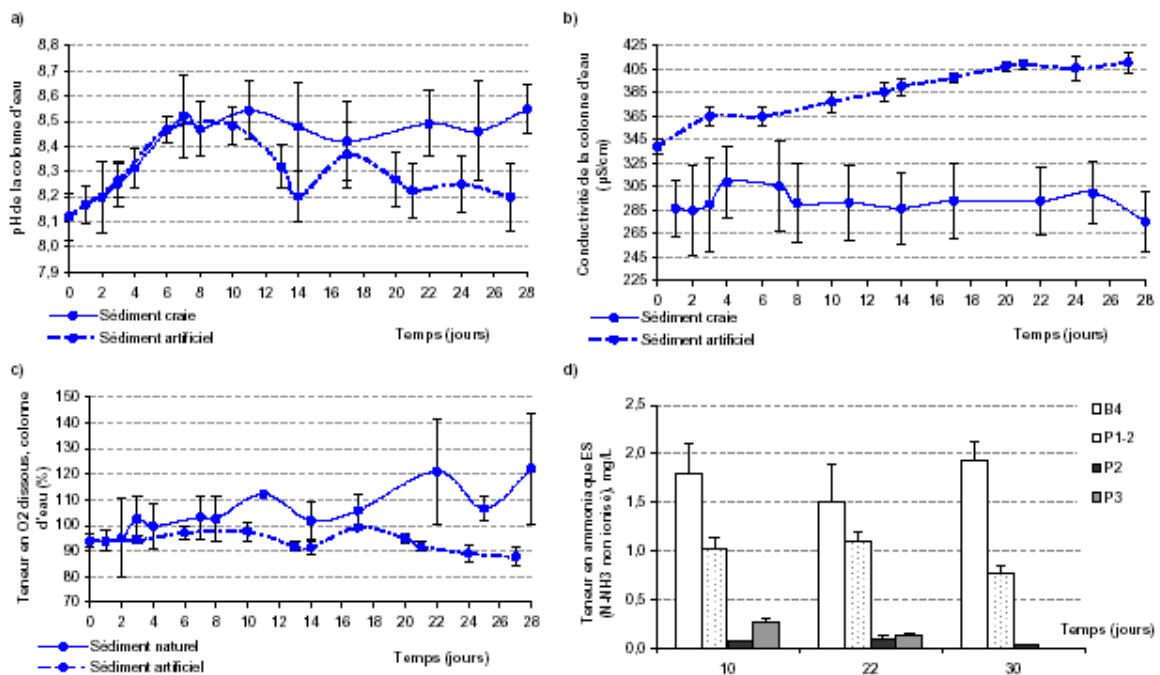 a)
pH de la colonne d'eau
8,8
8,7
8,6
8,5
8,4
8,3
8,2
8,1
8,0
7,9
0 2 4 6 8 10 12 14 16 18 20 22 24 26 28
Sédiment craie
Sédiment artificiel
Temps (jours)
b)
Conductivité de la colonne d'eau
(µS/cm)
425
405
385
365
345
325
305
285
265
245
225
0 2 4 6 8 10 12 14 16 18 20 22 24 26 28
Sédiment craie
Sédiment artificiel
Temps (jours)
c)
Teneur en O2 dissous, colonne
d'eau (%)
150
140
130
120
110
100
90
80
70
0 2 4 6 8 10 12 14 16 18 20 22 24 26 28
Sédiment naturel
Sédiment artificiel
Temps (jours)
d)
Teneur en ammoniaque ES
(N-NH3 non ionisé), mg/L
2,5
2,0
1,5
1,0
0,5
0,0
10 22 30
Temps (jours)
B4
P1-2
P2
P3